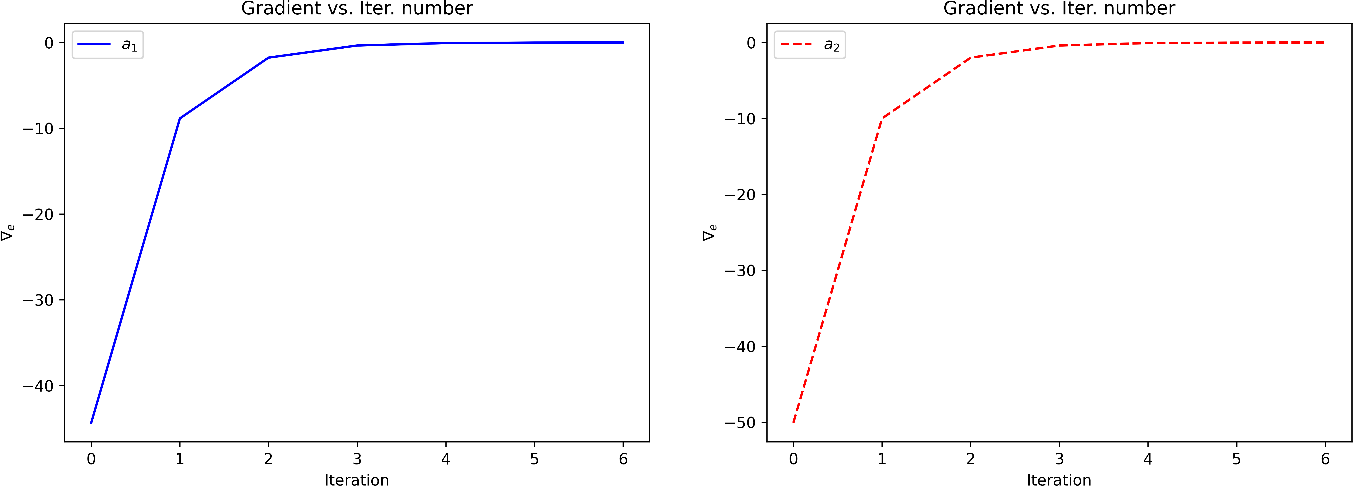 Gradient vs. Iter. number
a₁
0
−10
−20
−30
−40
∇ₑ
0 1 2 3 4 5 6
Iteration
Gradient vs. Iter. number
a₂
0
−10
−20
−30
−40
−50
∇ₑ
0 1 2 3 4 5 6
Iteration